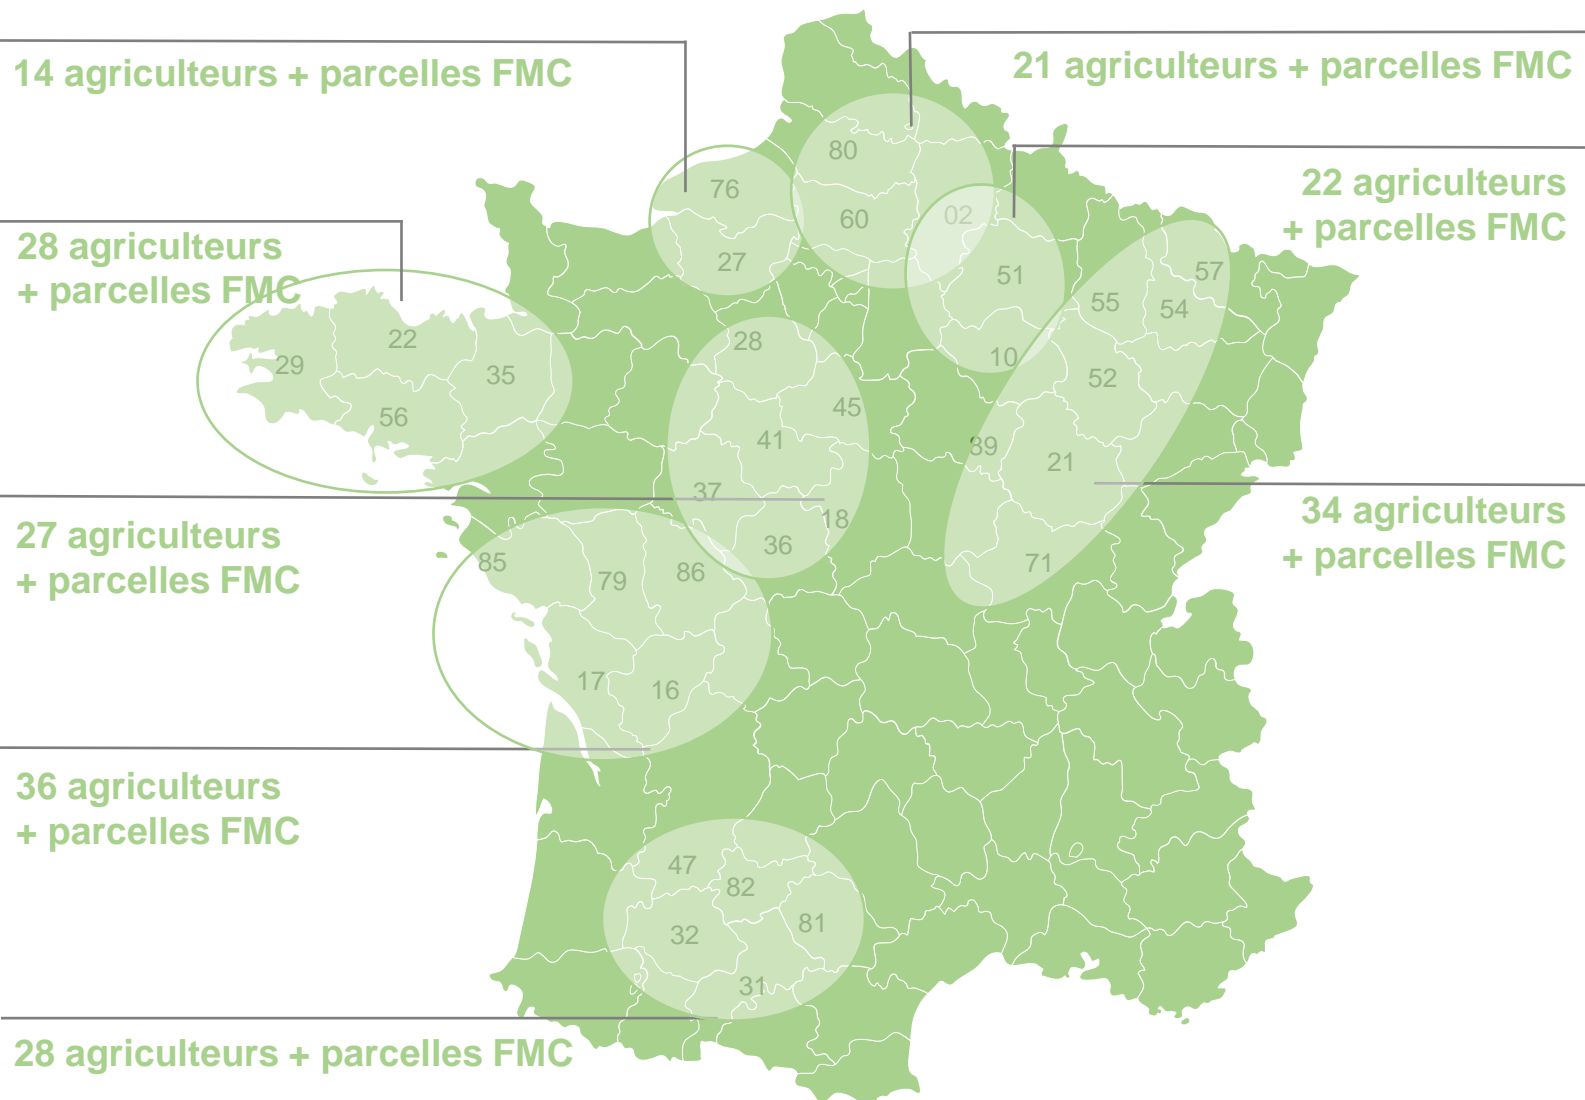 14 agriculteurs + parcelles FMC
21 agriculteurs + parcelles FMC
22 agriculteurs
+ parcelles FMC
28 agriculteurs
+ parcelles FMC
27 agriculteurs
+ parcelles FMC
34 agriculteurs
+ parcelles FMC
36 agriculteurs
+ parcelles FMC
28 agriculteurs + parcelles FMC
80
76
60
02
27
51
57
55
54
28
22
29
35
10
52
45
56
41
89
21
37
18
36
85
79
86
71
17
16
47
82
81
32
31